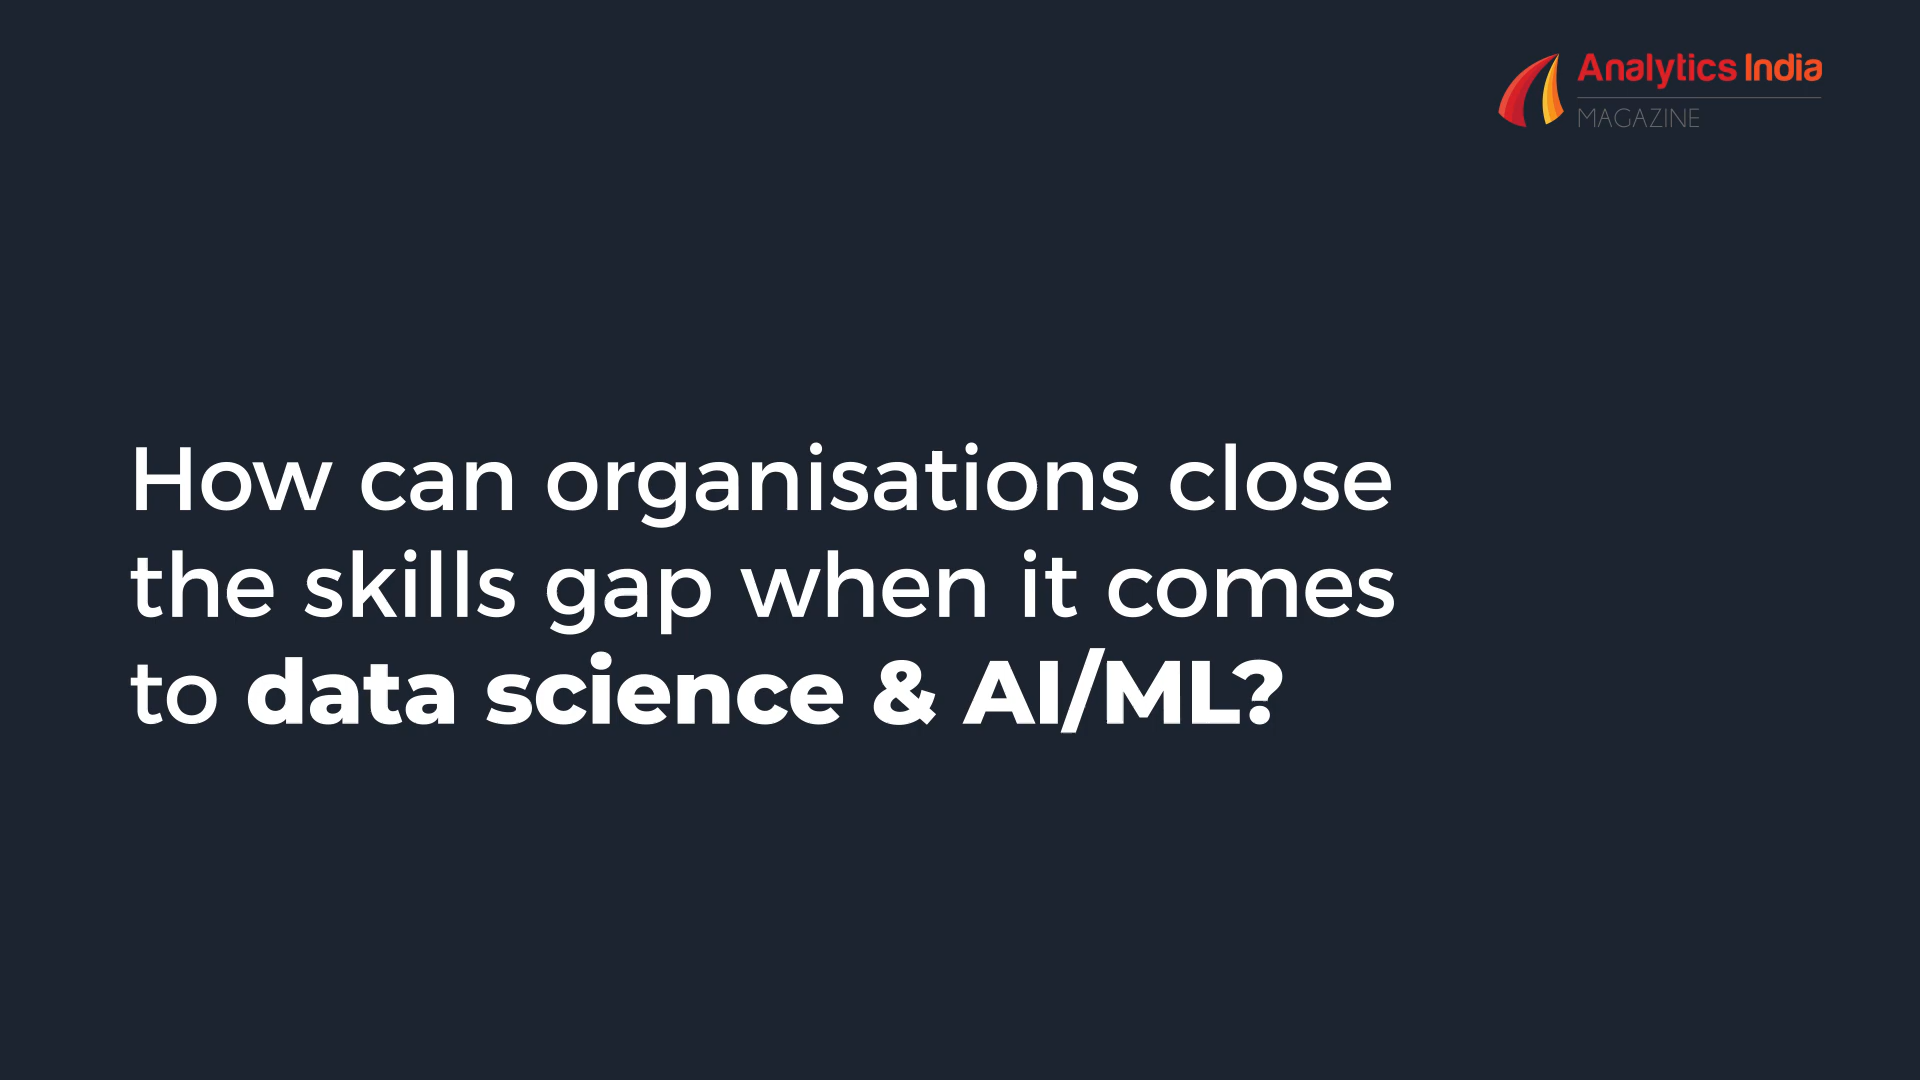 Analytics India
MAGAZINE
How can organisations close
the skills gap when it comes
to data science & AI/ML?